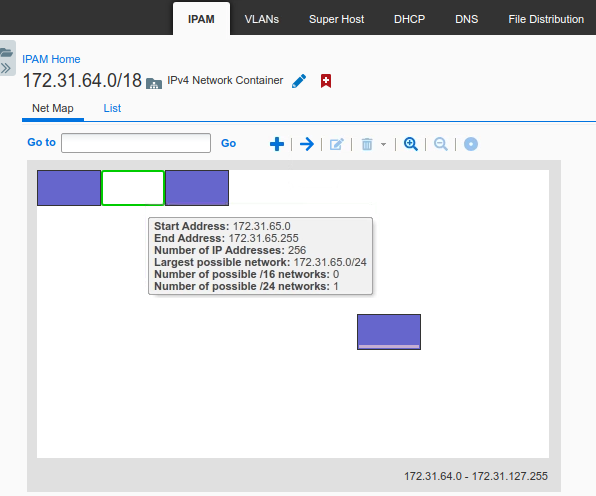 IPAM VLANs Super Host DHCP DNS File Distribution
IPAM Home
172.31.64.0/18 IPv4 Network Container
Net Map List
Go to Go
Start Address: 172.31.65.0
End Address: 172.31.65.255
Number of IP Addresses: 256
Largest possible network: 172.31.65.0/24
Number of possible /16 networks: 0
Number of possible /24 networks: 1
172.31.64.0 - 172.31.127.255